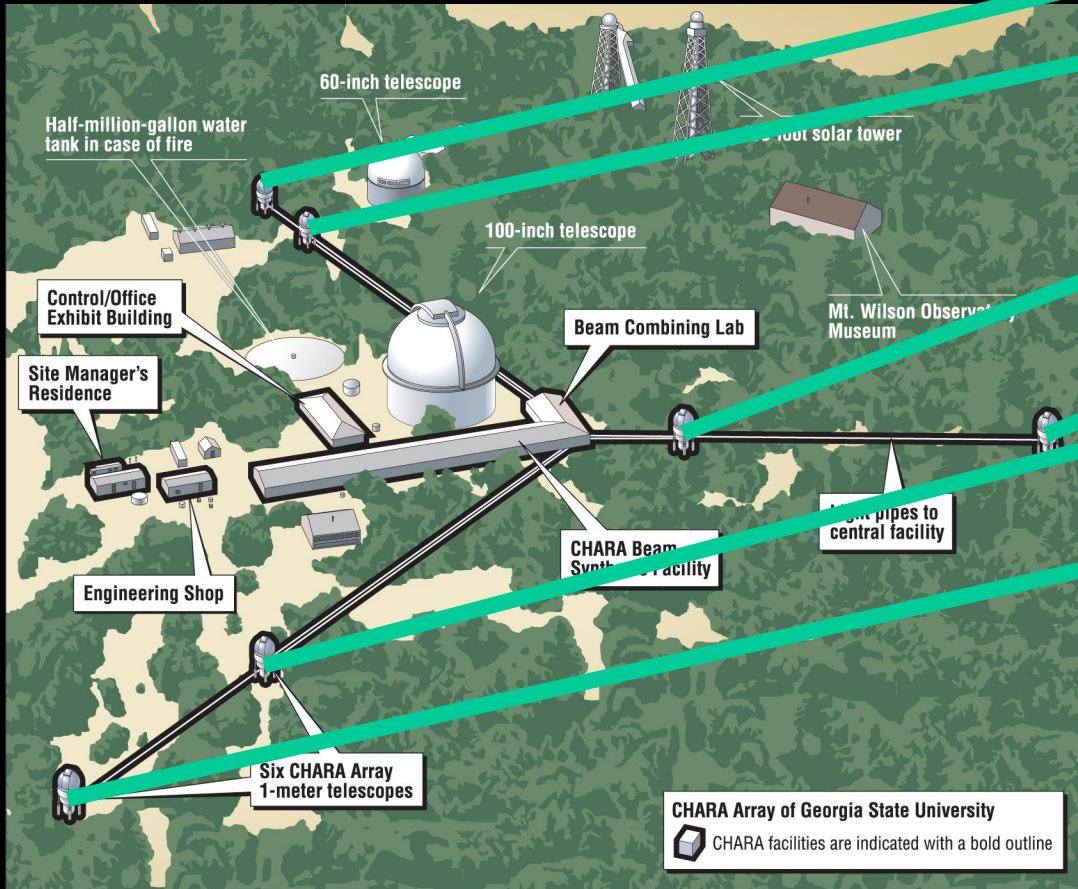 60-inch telescope
Half-million-gallon water
tank in case of fire
foot solar tower
100-inch telescope
Control/Office
Exhibit Building
Beam Combining Lab
Mt. Wilson Observatory
Museum
Site Manager's
Residence
Light pipes to
central facility
CHARA Beam
Facility
Engineering Shop
Six CHARA Array
1-meter telescopes
CHARA Array of Georgia State University
CHARA facilities are indicated with a bold outline